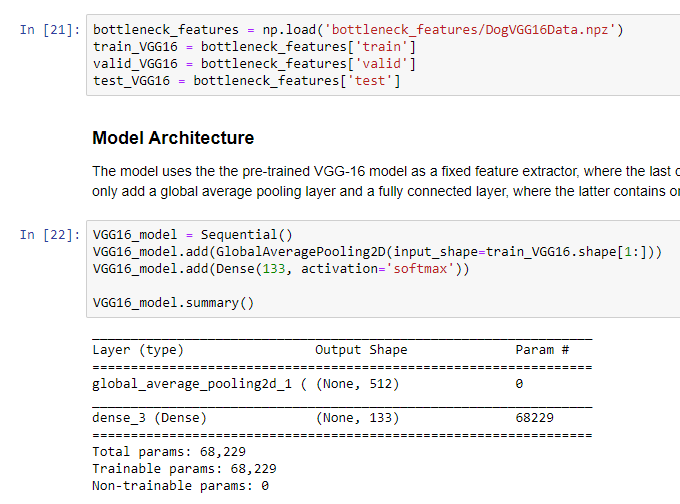 In [21]: bottleneck_features = np.load('bottleneck_features/DogVGG16Data.npz')
train_VGG16 = bottleneck_features['train']
valid_VGG16 = bottleneck_features['valid']
test_VGG16 = bottleneck_features['test']
Model Architecture
The model uses the the pre-trained VGG-16 model as a fixed feature extractor, where the last
only add a global average pooling layer and a fully connected layer, where the latter contains
In [22]: VGG16_model = Sequential()
VGG16_model.add(GlobalAveragePooling2D(input_shape=train_VGG16.shape[1:]))
VGG16_model.add(Dense(133, activation='softmax'))
VGG16_model.summary()
_________________________________________________________________
Layer (type) Output Shape Param #
=================================================================
global_average_pooling2d_1 ( (None, 512) 0
_________________________________________________________________
dense_3 (Dense) (None, 133) 68229
=================================================================
Total params: 68,229
Trainable params: 68,229
Non-trainable params: 0